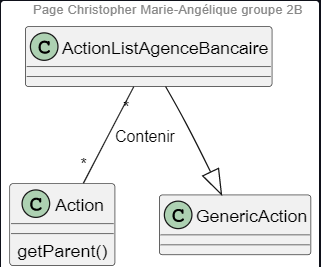 Page Christopher Marie-Angélique groupe 2B
C ActionListAgenceBancaire
*
Contenir
*
C Action
C GenericAction
getParent()